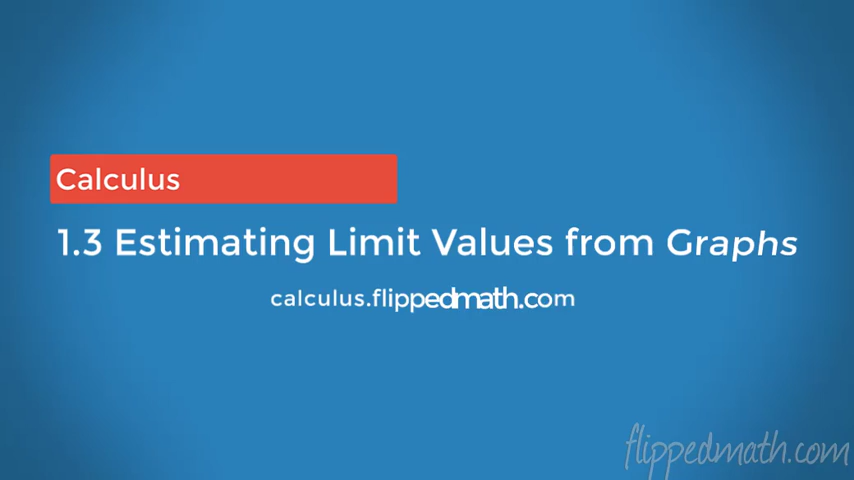 Calculus
1.3 Estimating Limit Values from Graphs
calculus.flippedmath.com
flippedmath.com